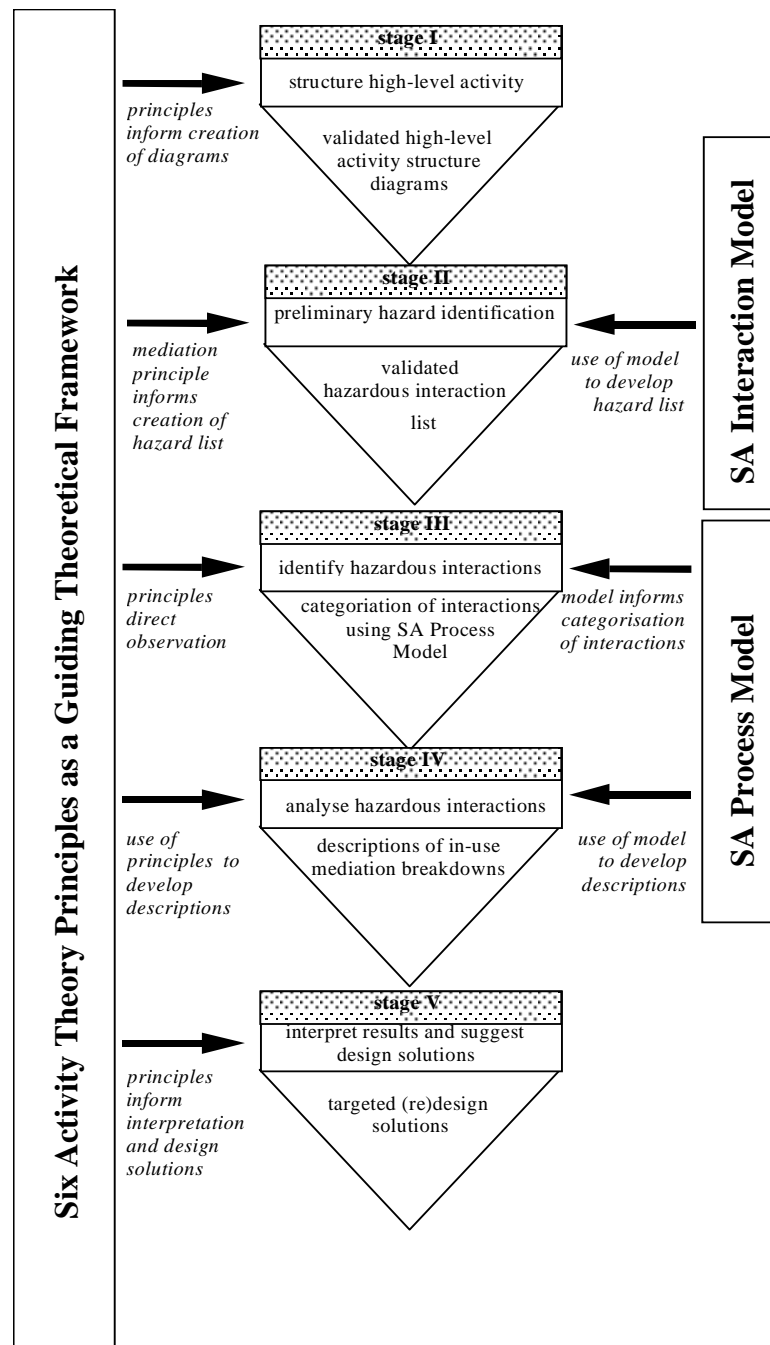 Six Activity Theory Principles as a Guiding Theoretical Framework
stage I
structure high-level activity
principles
inform creation
of diagrams
validated high-level
activity structure
diagrams
SA Interaction Model
stage II
preliminary hazard identification
mediation
principle
informs
creation of
hazard list
validated
hazardous interaction
list
use of model
to develop
hazard list
stage III
identify hazardous interactions
principles
direct
observation
categoriation of interactions
using SA Process
Model
model informs
categorisation
of interactions
SA Process Model
stage IV
analyse hazardous interactions
use of
principles to
develop
descriptions
descriptions of in-use
mediation breakdowns
use of model
to develop
descriptions
stage V
interpret results and suggest
design solutions
principles
inform
interpretation
and design
solutions
targeted (re)design
solutions